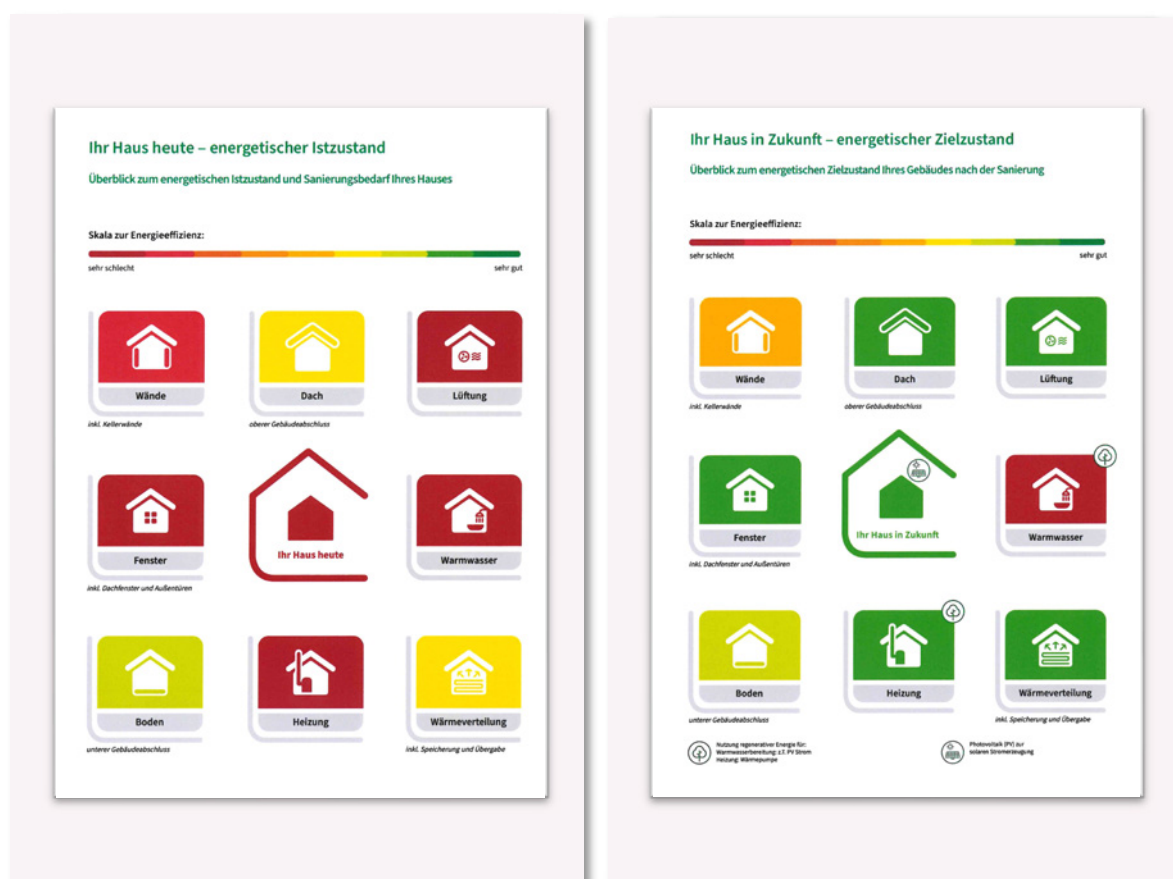 Ihr Haus heute – energetischer Istzustand
Überblick zum energetischen Istzustand und Sanierungsbedarf Ihres Hauses
Skala zur Energieeffizienz:
sehr schlecht
sehr gut
Wände
Dach
Lüftung
inkl. Kellerwände
oberer Gebäudeabschluss
Fenster
Ihr Haus heute
Warmwasser
inkl. Dachfenster und Außentüren
Boden
Heizung
Wärmeverteilung
unterer Gebäudeabschluss
inkl. Speicherung und Übergabe
Ihr Haus in Zukunft – energetischer Zielzustand
Überblick zum energetischen Zielzustand Ihres Gebäudes nach der Sanierung
Skala zur Energieeffizienz:
sehr schlecht
sehr gut
Wände
Dach
Lüftung
inkl. Kellerwände
oberer Gebäudeabschluss
Fenster
Ihr Haus in Zukunft
Warmwasser
inkl. Dachfenster und Außentüren
Boden
Heizung
Wärmeverteilung
unterer Gebäudeabschluss
inkl. Speicherung und Übergabe
Nutzung regenerativer Energie für:
Warmwasserbereitung: z.T. PV Strom
Heizung: Wärmepumpe
Photovoltaik (PV) zur
solaren Stromerzeugung